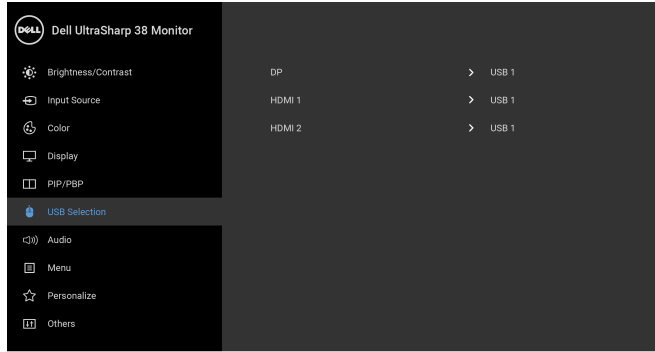 DELL Dell UltraSharp 38 Monitor
Brightness/Contrast
Input Source
Color
Display
PIP/PBP
USB Selection
Audio
Menu
Personalize
Others
DP > USB 1
HDMI 1 > USB 1
HDMI 2 > USB 1